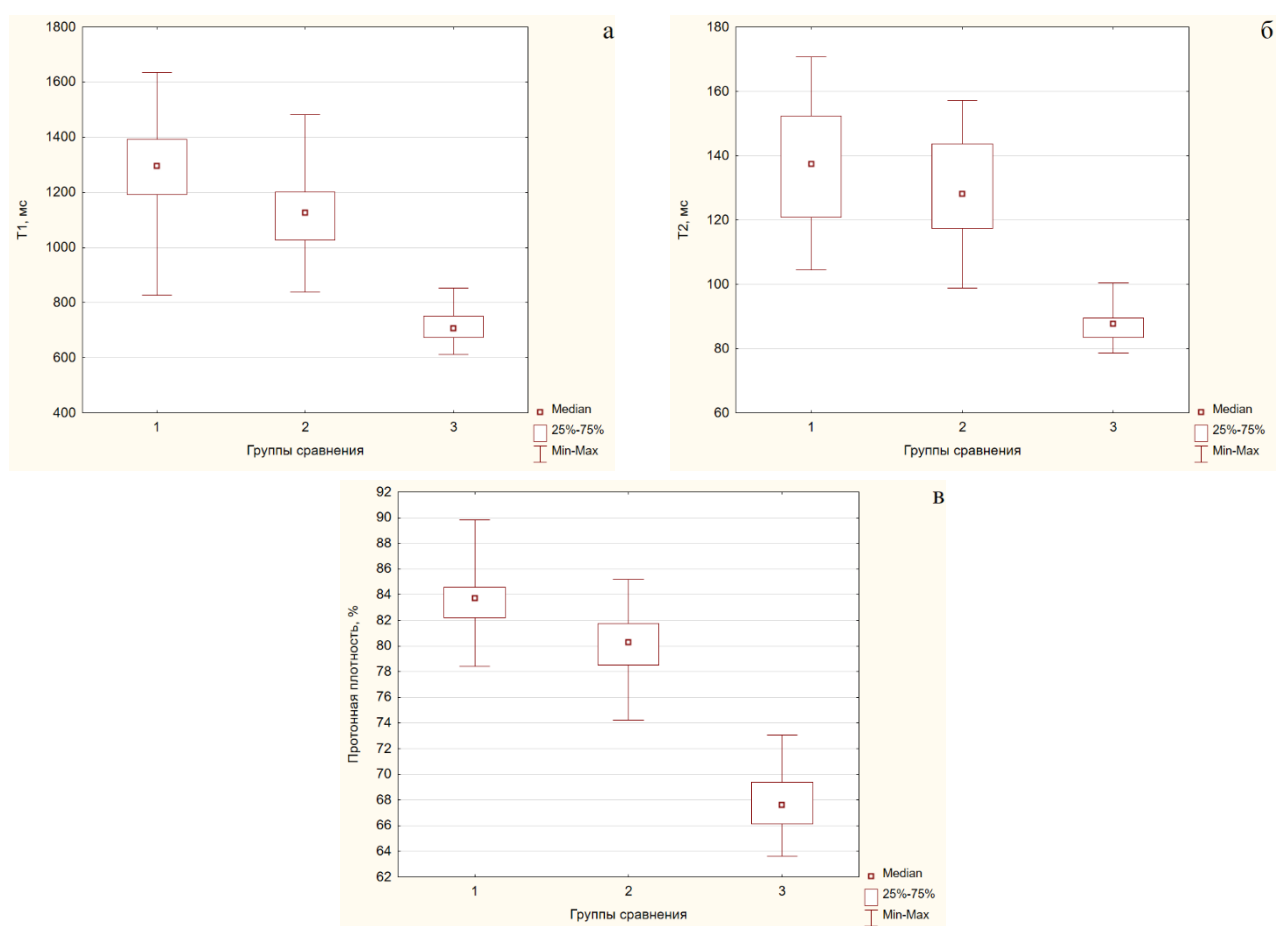 а
1800
1600
1400
1200
1000
800
600
400
T1, мс
1
2
3
Группы сравнения
Median
25%-75%
Min-Max
б
180
160
140
120
100
80
60
T2, мс
1
2
3
Группы сравнения
Median
25%-75%
Min-Max
в
92
90
88
86
84
82
80
78
76
74
72
70
68
66
64
62
Протонная плотность, %
1
2
3
Группы сравнения
Median
25%-75%
Min-Max